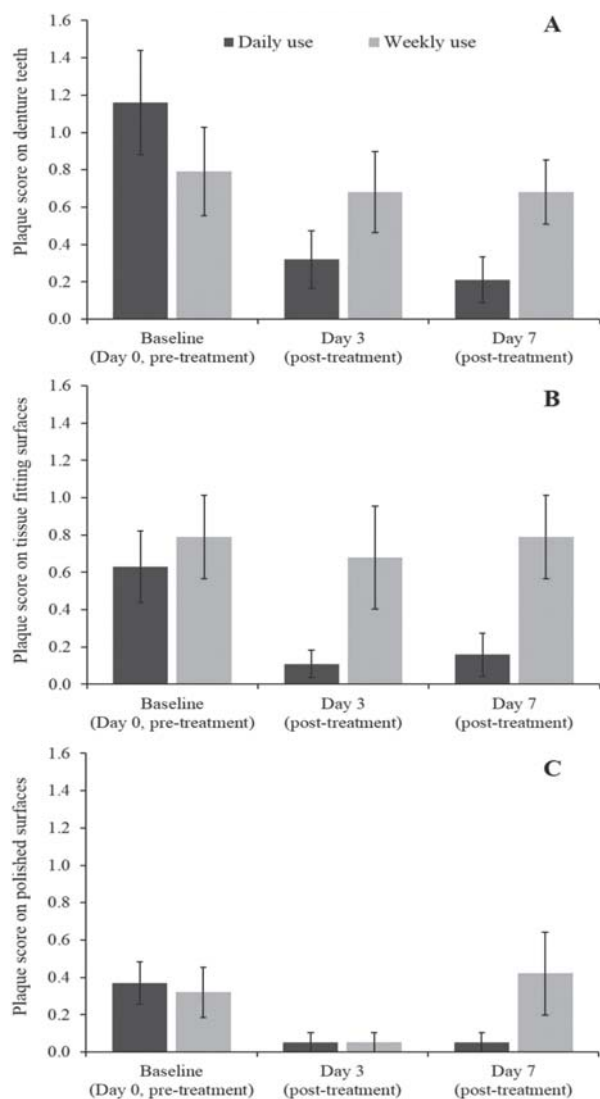 A
Daily use
Weekly use
Plaque score on denture teeth
1.6
1.4
1.2
1.0
0.8
0.6
0.4
0.2
0.0
Baseline
(Day 0, pre-treatment)
Day 3
(post-treatment)
Day 7
(post-treatment)
B
Plaque score on tissue fitting surfaces
1.6
1.4
1.2
1.0
0.8
0.6
0.4
0.2
0.0
Baseline
(Day 0, pre-treatment)
Day 3
(post-treatment)
Day 7
(post-treatment)
C
Plaque score on polished surfaces
1.6
1.4
1.2
1.0
0.8
0.6
0.4
0.2
0.0
Baseline
(Day 0, pre-treatment)
Day 3
(post-treatment)
Day 7
(post-treatment)